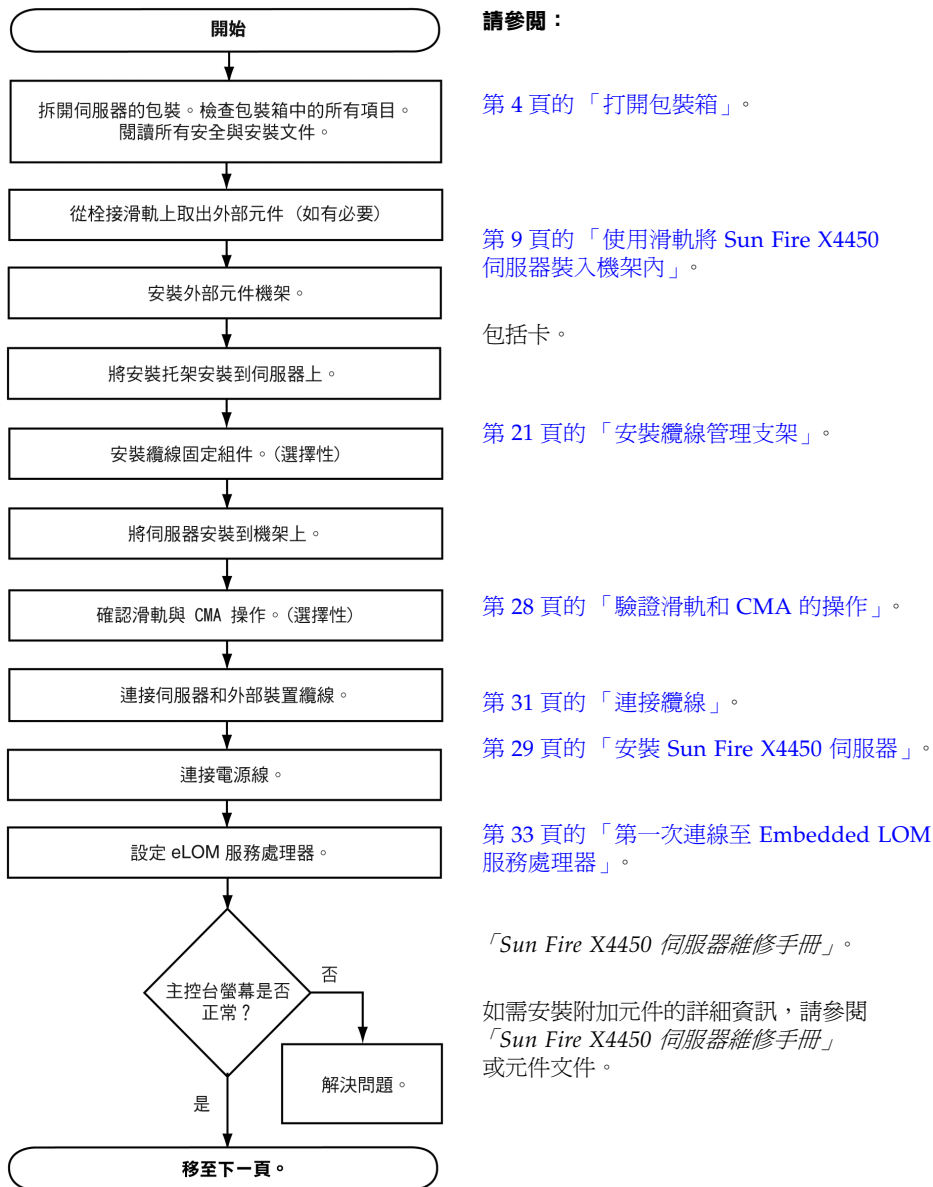 開始
拆開伺服器的包裝。檢查包裝箱中的所有項目。
閱讀所有安全與安裝文件。
從栓接滑軌上取出外部元件 (如有必要)
安裝外部元件機架。
將安裝托架安裝到伺服器上。
安裝纜線固定組件。(選擇性)
將伺服器安裝到機架上。
確認滑軌與 CMA 操作。(選擇性)
連接伺服器和外部裝置纜線。
連接電源線。
設定 eLOM 服務處理器。
主控台螢幕是否
正常？
否
解決問題。
是
移至下一頁。
請參閱：
第 4 頁的「打開包裝箱」。
第 9 頁的「使用滑軌將 Sun Fire X4450
伺服器裝入機架內」。
包括卡。
第 21 頁的「安裝纜線管理支架」。
第 28 頁的「驗證滑軌和 CMA 的操作」。
第 31 頁的「連接纜線」。
第 29 頁的「安裝 Sun Fire X4450 伺服器」。
第 33 頁的「第一次連線至 Embedded LOM
服務處理器」。
「Sun Fire X4450 伺服器維修手冊」。
如需安裝附加元件的詳細資訊，請參閱
「Sun Fire X4450 伺服器維修手冊」
或元件文件。